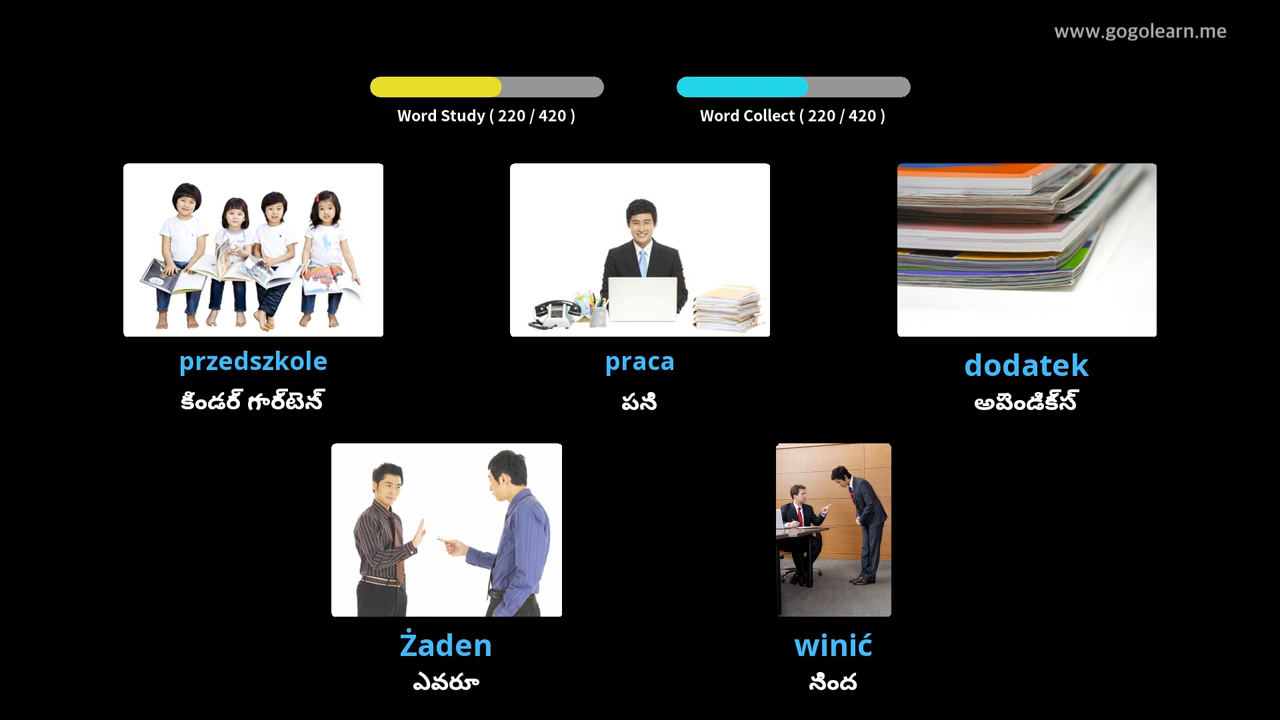 www.gogolearn.me
Word Study ( 220 / 420 )
Word Collect ( 220 / 420 )
przedszkole
praca
dodatek
కిండర్ గార్టెన్
పని
అపెండిక్స్
Żaden
winić
ఎవరూ
నింద